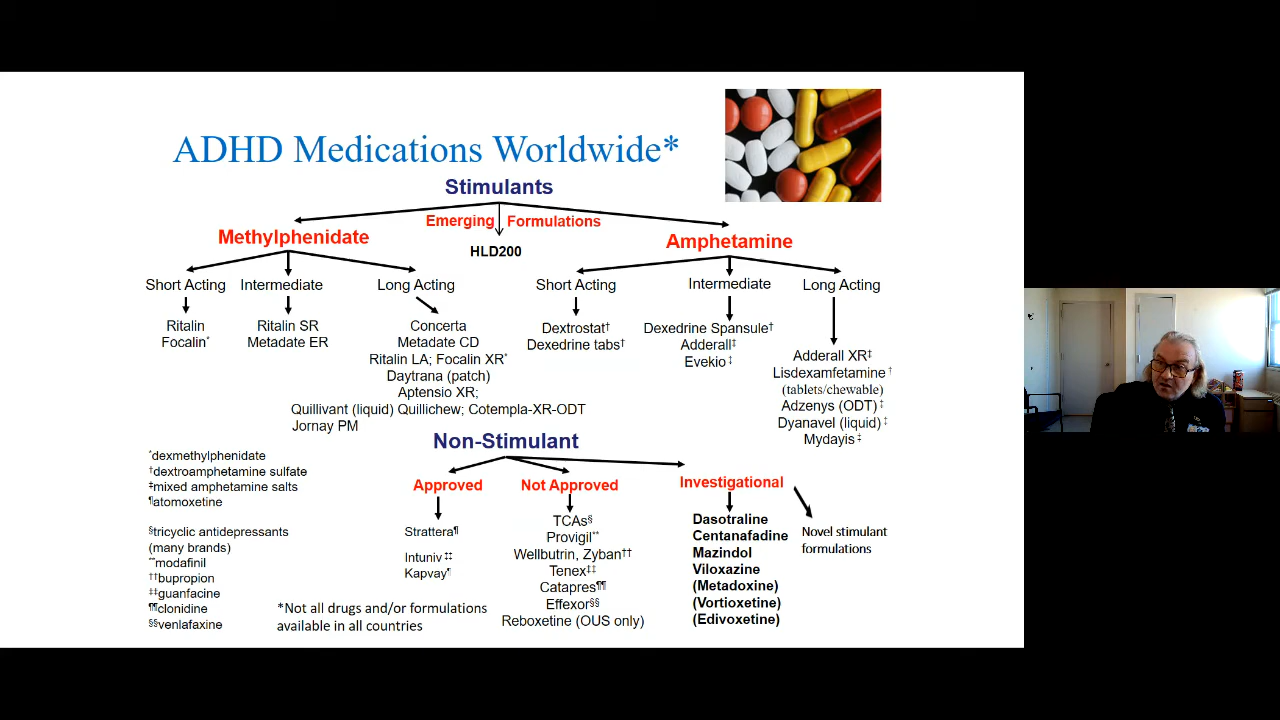 ADHD Medications Worldwide*
Stimulants
Emerging Formulations
Methylphenidate
HLD200
Amphetamine
Short Acting
Intermediate
Long Acting
Short Acting
Intermediate
Long Acting
Ritalin
Focalin*
Ritalin SR
Metadate ER
Concerta
Metadate CD
Ritalin LA; Focalin XR*
Daytrana (patch)
Aptensio XR;
Quillivant (liquid) Quillichew; Cotempla-XR-ODT
Jornay PM
Dextrostat†
Dexedrine tabs†
Dexedrine Spansule†
Adderall‡
Evekio ‡
Adderall XR‡
Lisdexamfetamine †
(tablets/chewable)
Adzenys (ODT) ‡
Dyanavel (liquid) ‡
Mydayis ‡
Non-Stimulant
Approved
Not Approved
Investigational
Strattera¶
Intuniv ‡‡
Kapvay¶
TCAs§
Provigil**
Wellbutrin, Zyban††
Tenex‡‡
Catapres¶¶
Effexor§§
Reboxetine (OUS only)
Dasotraline
Centanafadine
Mazindol
Viloxazine
(Metadoxine)
(Vortioxetine)
(Edivoxetine)
Novel stimulant
formulations
*dexmethylphenidate
†dextroamphetamine sulfate
‡mixed amphetamine salts
¶atomoxetine
§tricyclic antidepressants
(many brands)
**modafinil
††bupropion
‡‡guanfacine
¶¶clonidine
§§venlafaxine
*Not all drugs and/or formulations
available in all countries